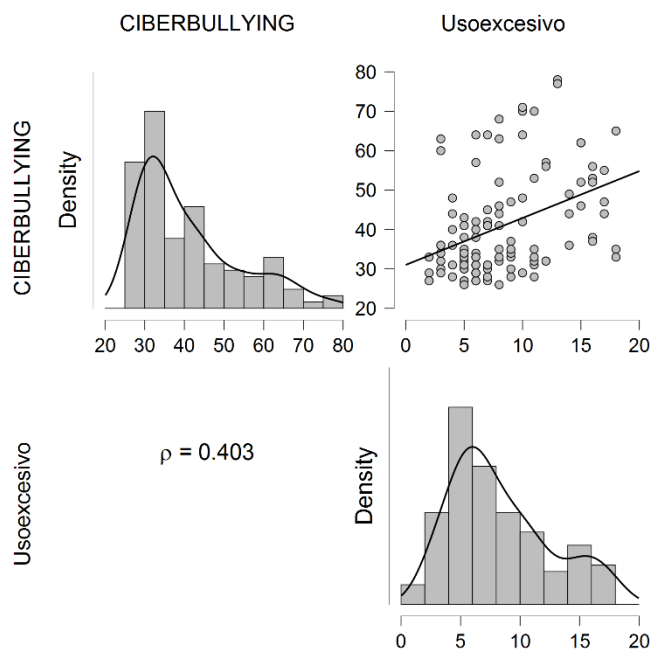 CIBERBULLYING Usoexcesivo
CIBERBULLYING
Density
20 30 40 50 60 70 80
80
70
60
50
40
30
20
0 5 10 15 20
Usoexcesivo
ρ = 0.403
Density
0 5 10 15 20